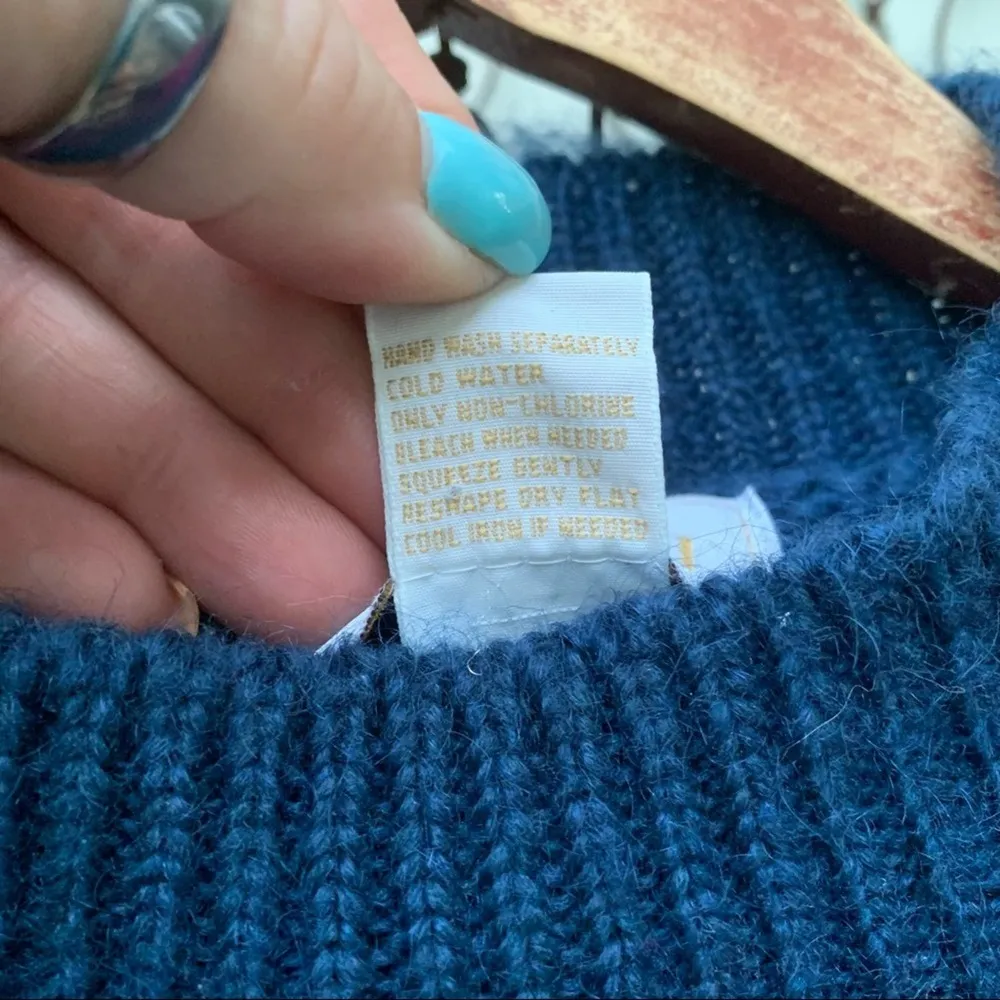 HAND WASH SEPARATELY
COLD WATER
ONLY NON-CHLORINE
BLEACH WHEN NEEDED
SQUEEZE GENTLY
RESHAPE DRY FLAT
COOL IRON IF NEEDED